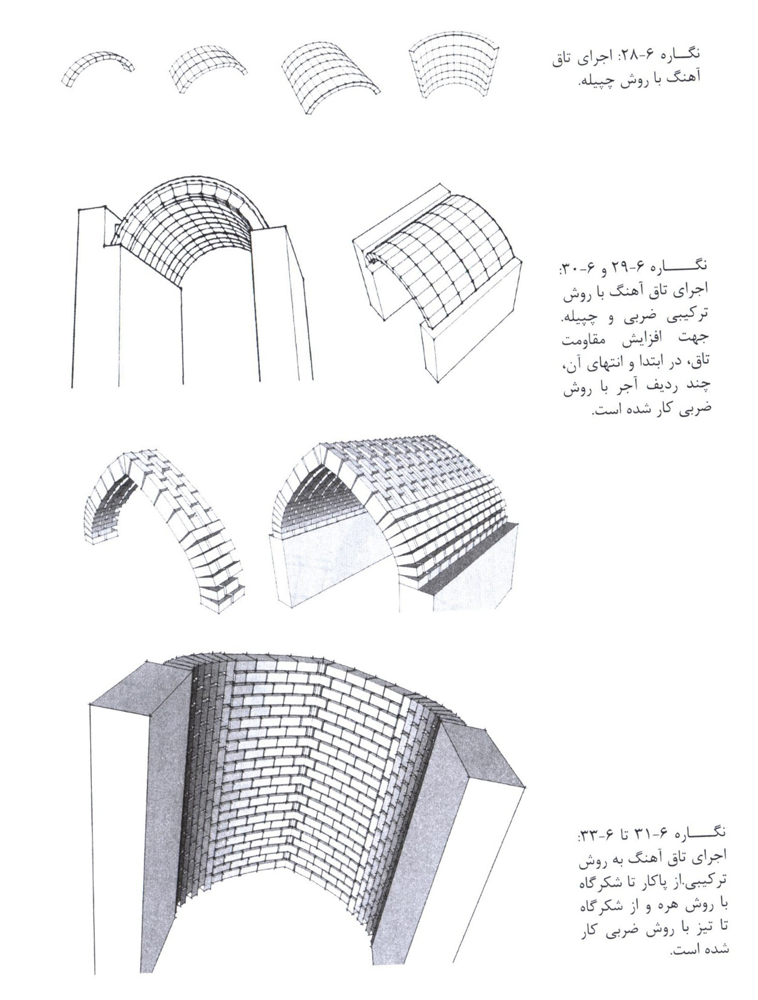 نگـــاره ۶-۲۸: اجرای تاق
آهنگ با روش چپیله.
نگـــــــاره ۶-۲۹ و ۶-۳۰:
اجرای تاق آهنگ با روش
ترکیبی ضربی و چپیله.
جهت افزایش مقاومت
تاق، در ابتدا و انتهای آن،
چند ردیف آجر با روش
ضربی کار شده است.
نگـــــاره ۶-۳۱ تا ۶-۳۳:
اجرای تاق آهنگ به روش
ترکیبی.از پاکار تا شکرگاه
با روش هره و از شکرگاه
تا تیز با روش ضربی کار
شده است.